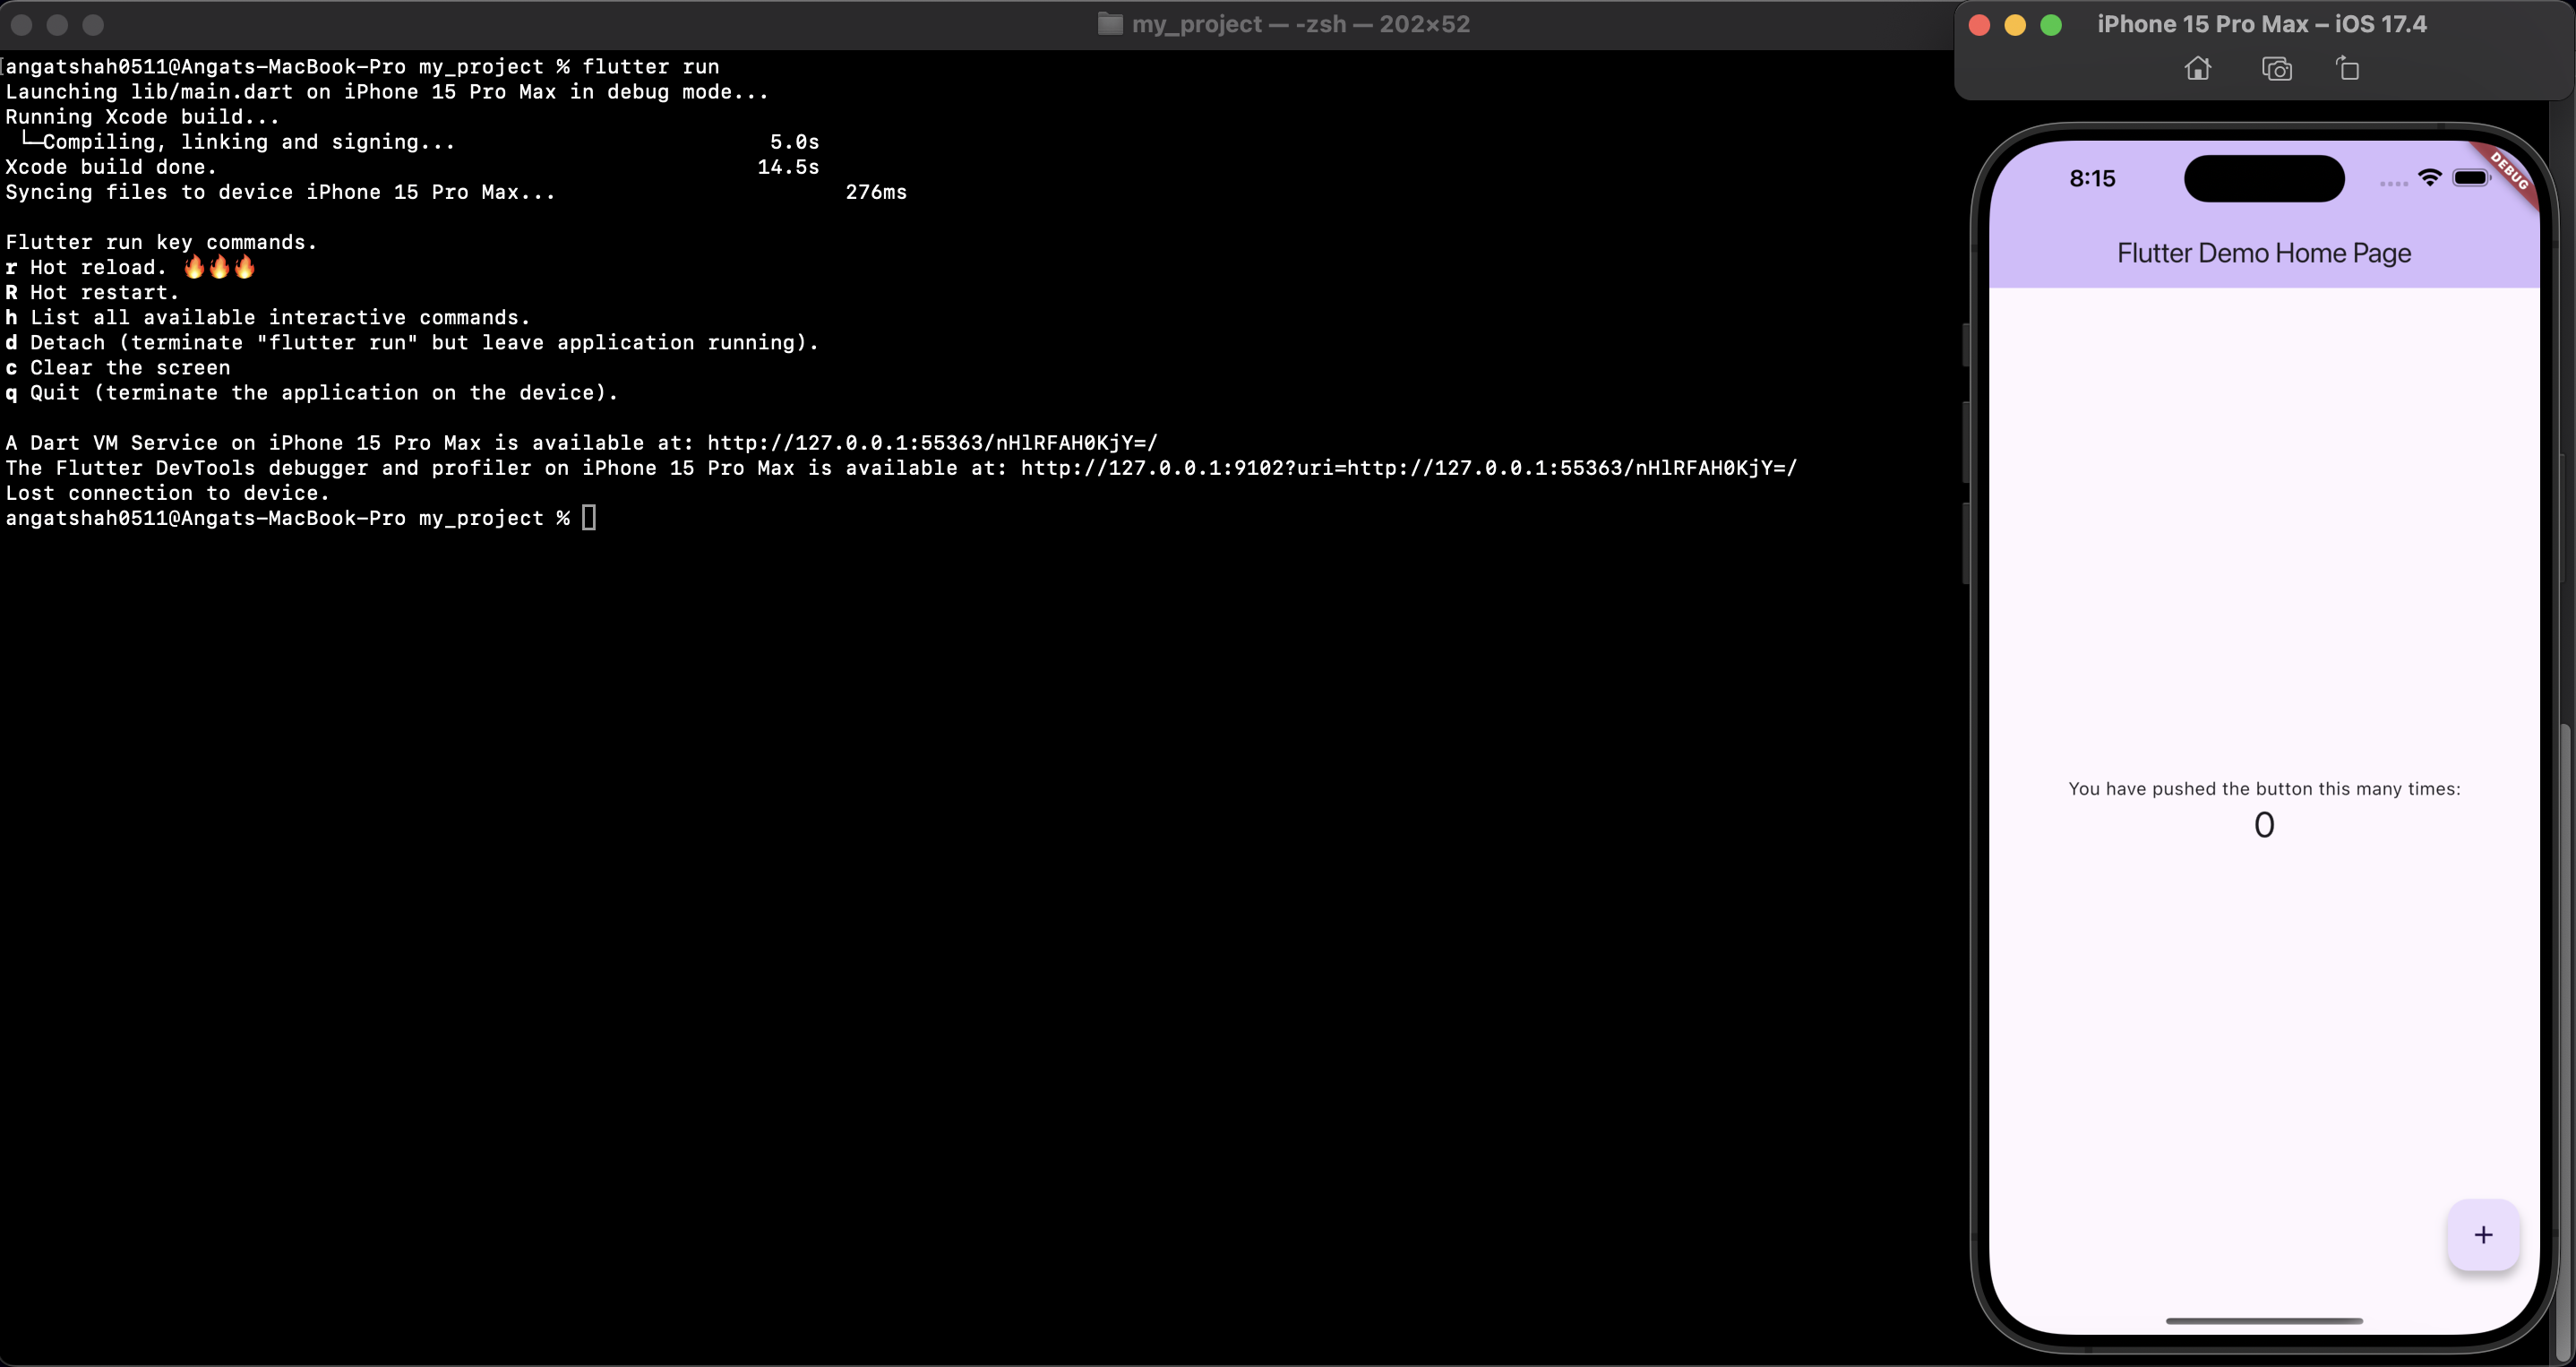 my_project — -zsh — 202×52
angatshah0511@Angats-MacBook-Pro my_project % flutter run
Launching lib/main.dart on iPhone 15 Pro Max in debug mode...
Running Xcode build...
└─Compiling, linking and signing... 5.0s
Xcode build done. 14.5s
Syncing files to device iPhone 15 Pro Max... 276ms
Flutter run key commands.
r Hot reload. 🔥🔥🔥
R Hot restart.
h List all available interactive commands.
d Detach (terminate "flutter run" but leave application running).
c Clear the screen
q Quit (terminate the application on the device).
A Dart VM Service on iPhone 15 Pro Max is available at: http://127.0.0.1:55363/nHlRFAH0KjY=/
The Flutter DevTools debugger and profiler on iPhone 15 Pro Max is available at: http://127.0.0.1:9102?uri=http://127.0.0.1:55363/nHlRFAH0KjY=/
Lost connection to device.
angatshah0511@Angats-MacBook-Pro my_project %
iPhone 15 Pro Max – iOS 17.4
8:15
DEBUG
Flutter Demo Home Page
You have pushed the button this many times:
0
+